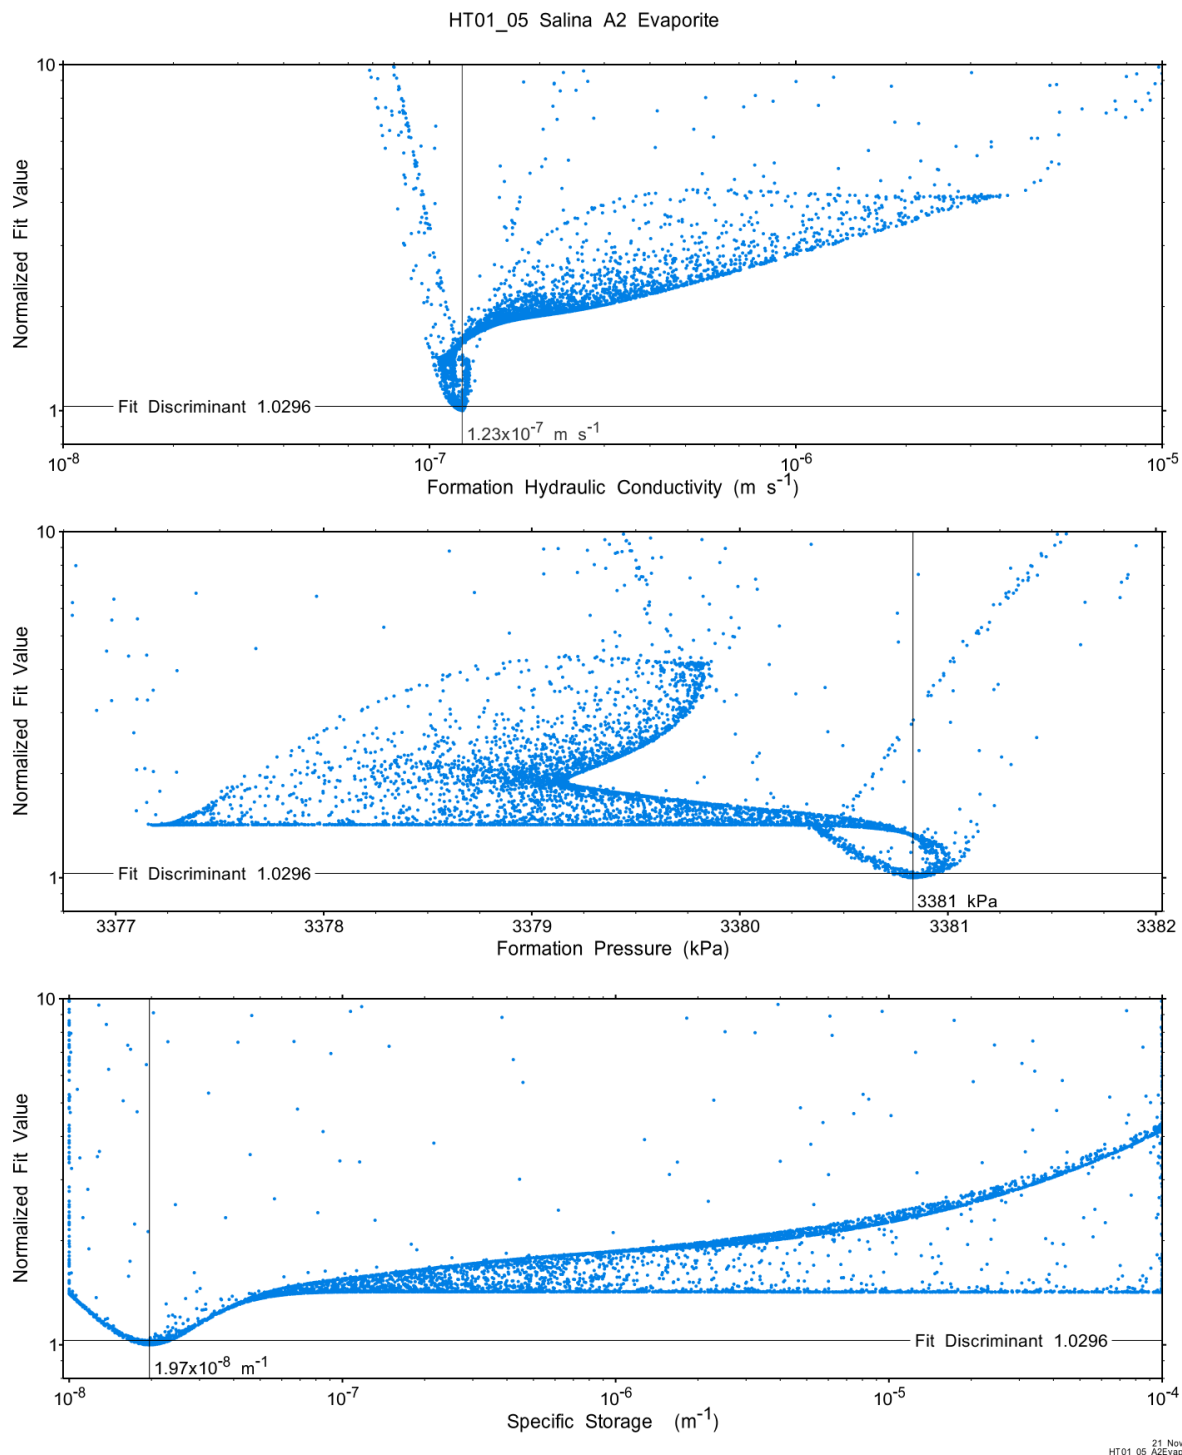 HT01_05 Salina A2 Evaporite
10
Normalized Fit Value
Fit Discriminant 1.0296
1
1.23x10-7 m s-1
10-8 10-7 10-6 10-5
Formation Hydraulic Conductivity (m s-1)
10
Normalized Fit Value
Fit Discriminant 1.0296
1
3381 kPa
3377 3378 3379 3380 3381 3382
Formation Pressure (kPa)
10
Normalized Fit Value
1
Fit Discriminant 1.0296
1.97x10-8 m-1
10-8 10-7 10-6 10-5 10-4
Specific Storage (m-1)
21 Nov
HT01_05 A2Evap